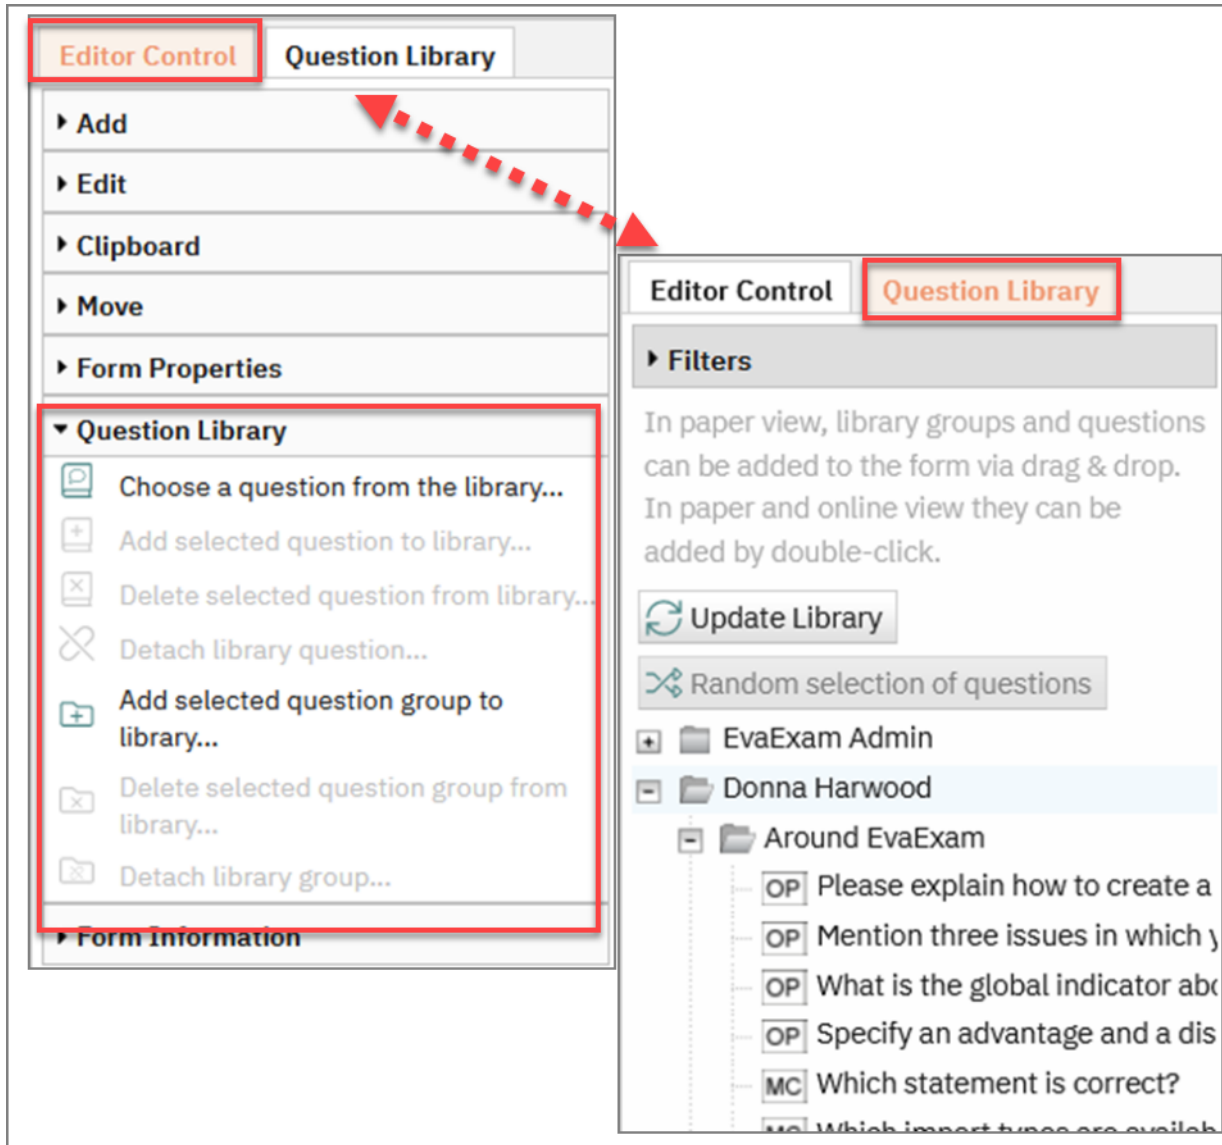 Editor Control
Question Library
Add
Edit
Clipboard
Move
Form Properties
Question Library
Choose a question from the library...
Add selected question to library...
Delete selected question from library...
Detach library question...
Add selected question group to
library...
Delete selected question group from
library...
Detach library group...
Form Information
Editor Control
Question Library
Filters
In paper view, library groups and questions
can be added to the form via drag & drop.
In paper and online view they can be
added by double-click.
Update Library
Random selection of questions
EvaExam Admin
Donna Harwood
Around EvaExam
OP Please explain how to create a
OP Mention three issues in which
OP What is the global indicator
OP Specify an advantage and a
MC Which statement is correct?
MC Which import types are